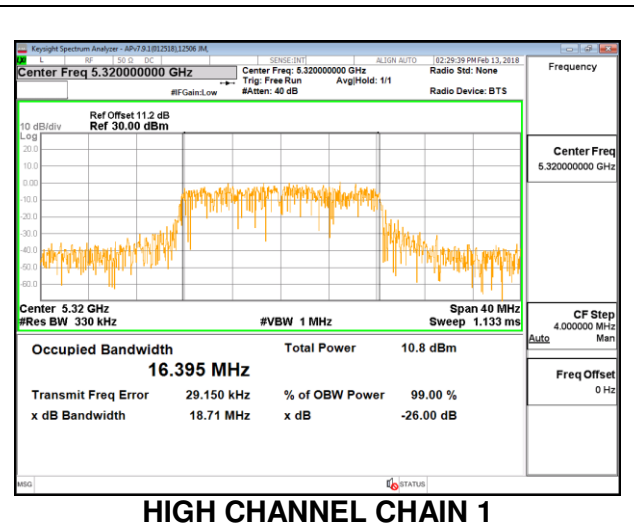 Keysight Spectrum Analyzer - APv7.9.1(012518),12506 JM,
L RF 50 Ω DC SENSE:INT ALIGN AUTO 02:29:39 PM Feb 13, 2018
Center Freq 5.320000000 GHz Center Freq: 5.320000000 GHz Radio Std: None
Trig: Free Run Avg|Hold: 1/1
#IFGain:Low #Atten: 40 dB Radio Device: BTS
Frequency
Ref Offset 11.2 dB
10 dB/div Ref 30.00 dBm
Log
20.0
10.0
0.00
-10.0
-20.0
-30.0
-40.0
-50.0
-60.0
Center Freq
5.320000000 GHz
Center 5.32 GHz Span 40 MHz
#Res BW 330 kHz #VBW 1 MHz Sweep 1.133 ms
CF Step
4.000000 MHz
Auto Man
Occupied Bandwidth Total Power 10.8 dBm
16.395 MHz
Transmit Freq Error 29.150 kHz % of OBW Power 99.00 %
x dB Bandwidth 18.71 MHz x dB -26.00 dB
Freq Offset
0 Hz
MSG STATUS
HIGH CHANNEL CHAIN 1